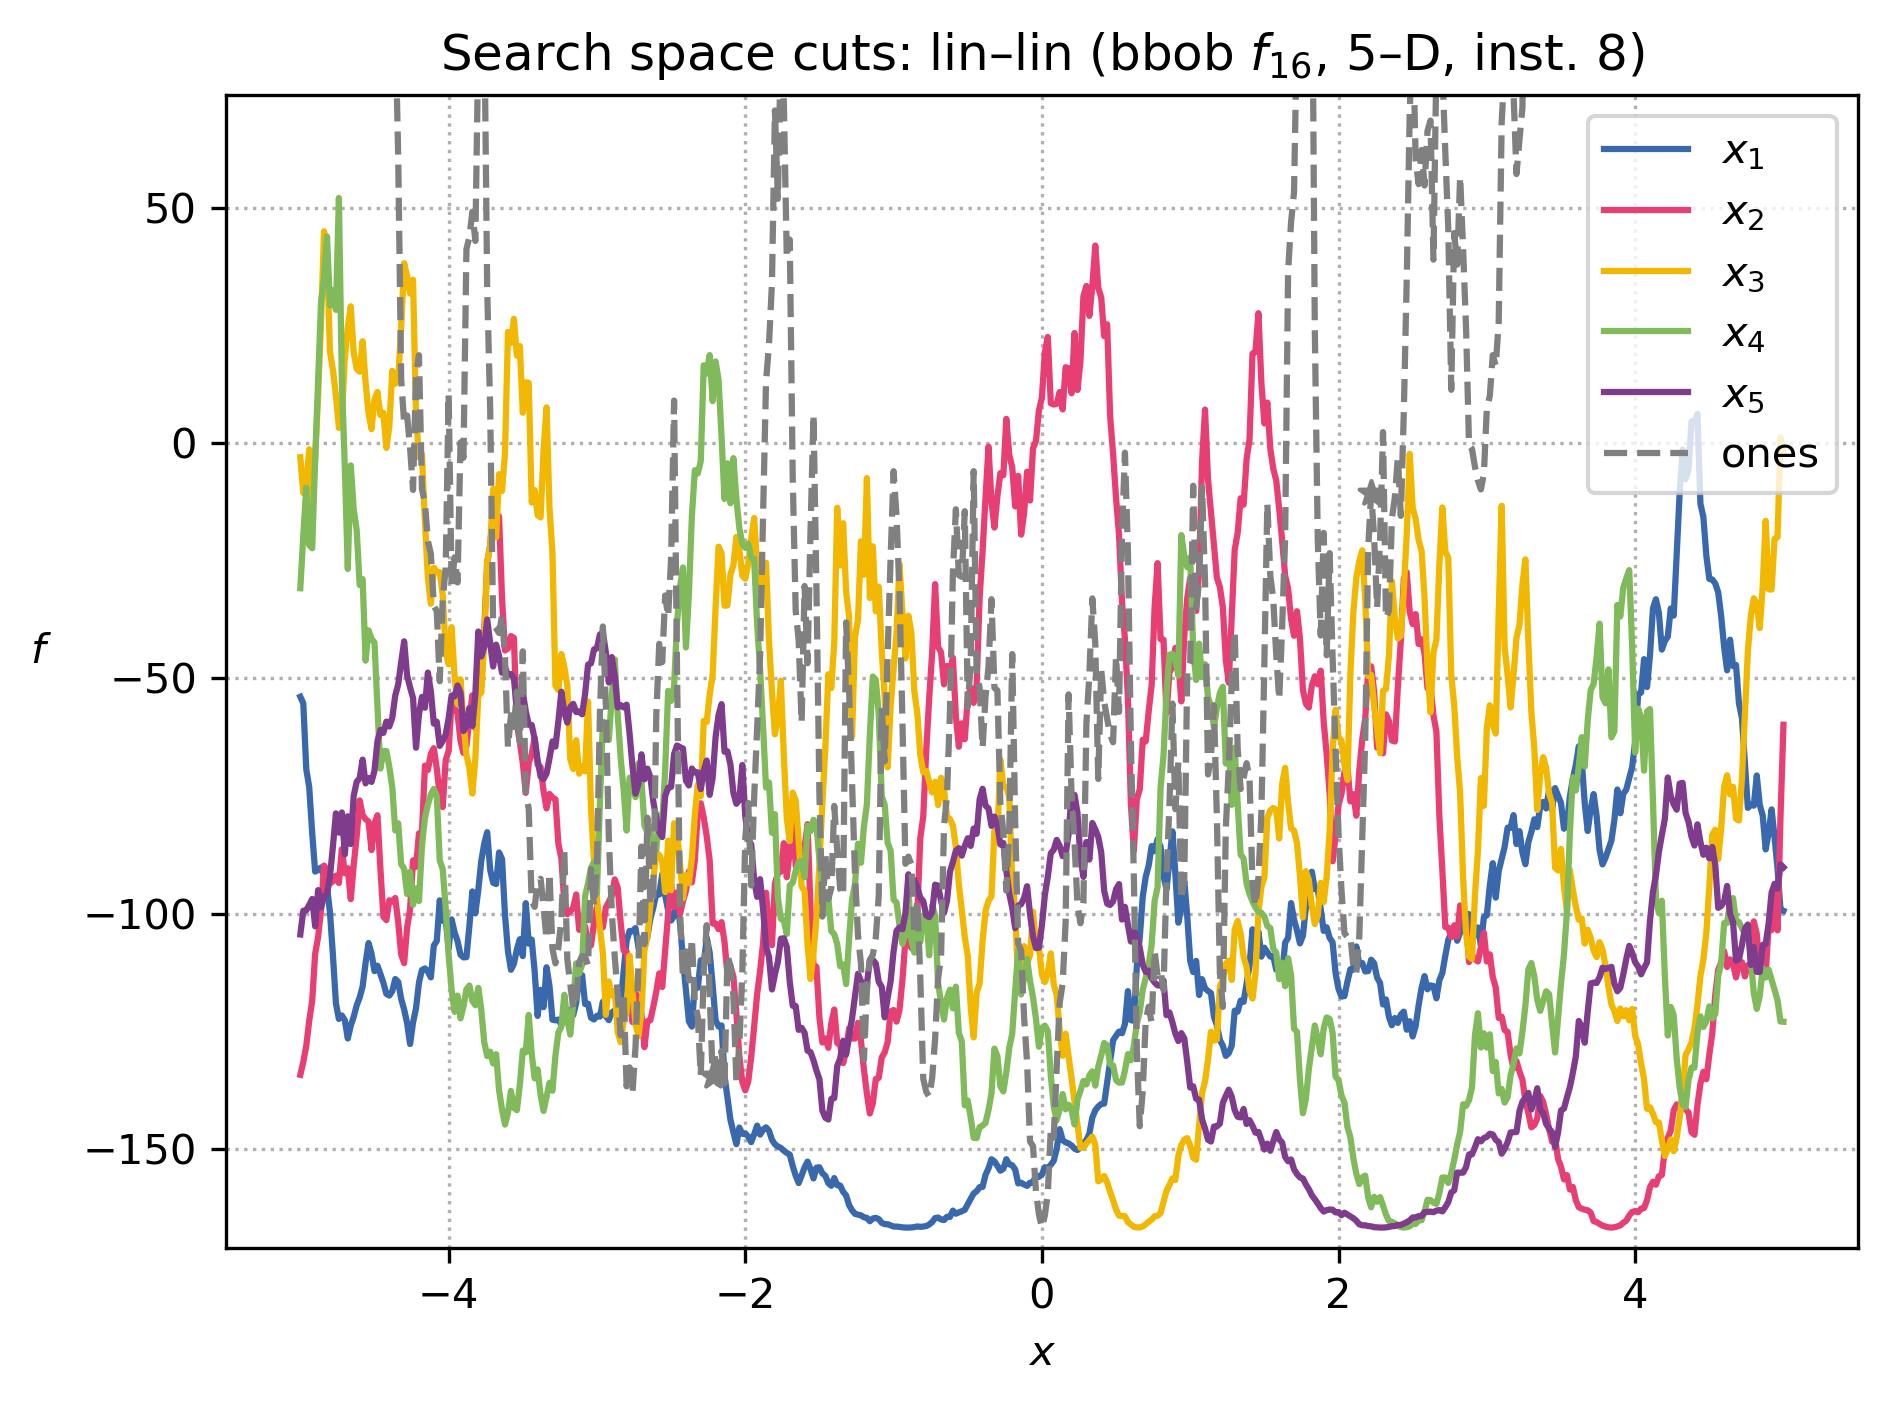 Search space cuts: lin–lin (bbob f16, 5–D, inst. 8)
x1
x2
x3
x4
x5
ones
50
0
−50
−100
−150
f
−4
−2
0
2
4
x